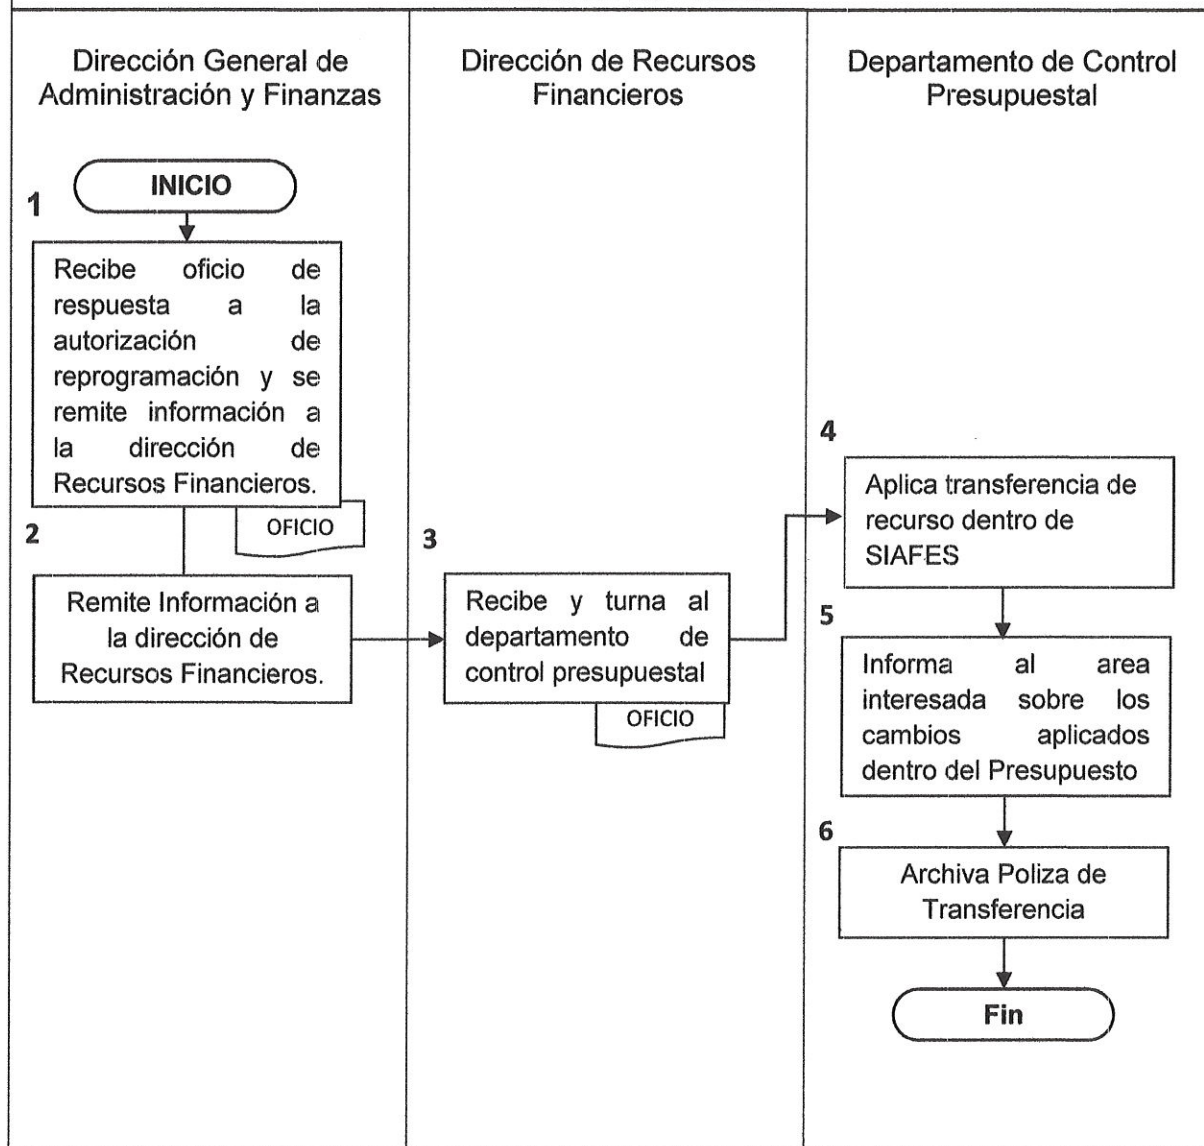 Dirección General de
Administración y Finanzas
Dirección de Recursos
Financieros
Departamento de Control
Presupuestal
INICIO
1
Recibe oficio de
respuesta a la
autorización de
reprogramación y se
remite información a
la dirección de
Recursos Financieros.
OFICIO
2
Remite Información a
la dirección de
Recursos Financieros.
3
Recibe y turna al
departamento de
control presupuestal
OFICIO
4
Aplica transferencia de
recurso dentro de
SIAFES
5
Informa al area
interesada sobre los
cambios aplicados
dentro del Presupuesto
6
Archiva Poliza de
Transferencia
Fin